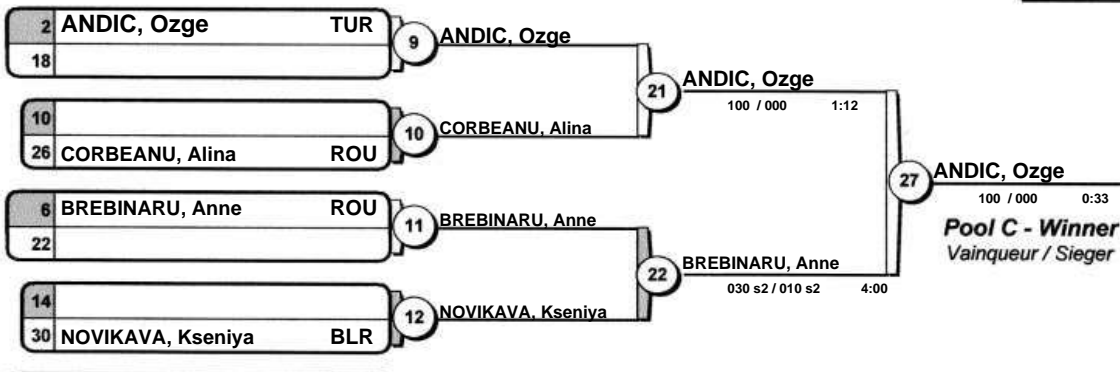 2 ANDIC, Ozge TUR
18
9 ANDIC, Ozge
10
26 CORBEANU, Alina ROU
10 CORBEANU, Alina
21 ANDIC, Ozge
100 / 000 1:12
6 BREBINARU, Anne ROU
22
11 BREBINARU, Anne
14
30 NOVIKAVA, Kseniya BLR
12 NOVIKAVA, Kseniya
22 BREBINARU, Anne
030 s2 / 010 s2 4:00
27 ANDIC, Ozge
100 / 000 0:33
Pool C - Winner
Vainqueur / Sieger